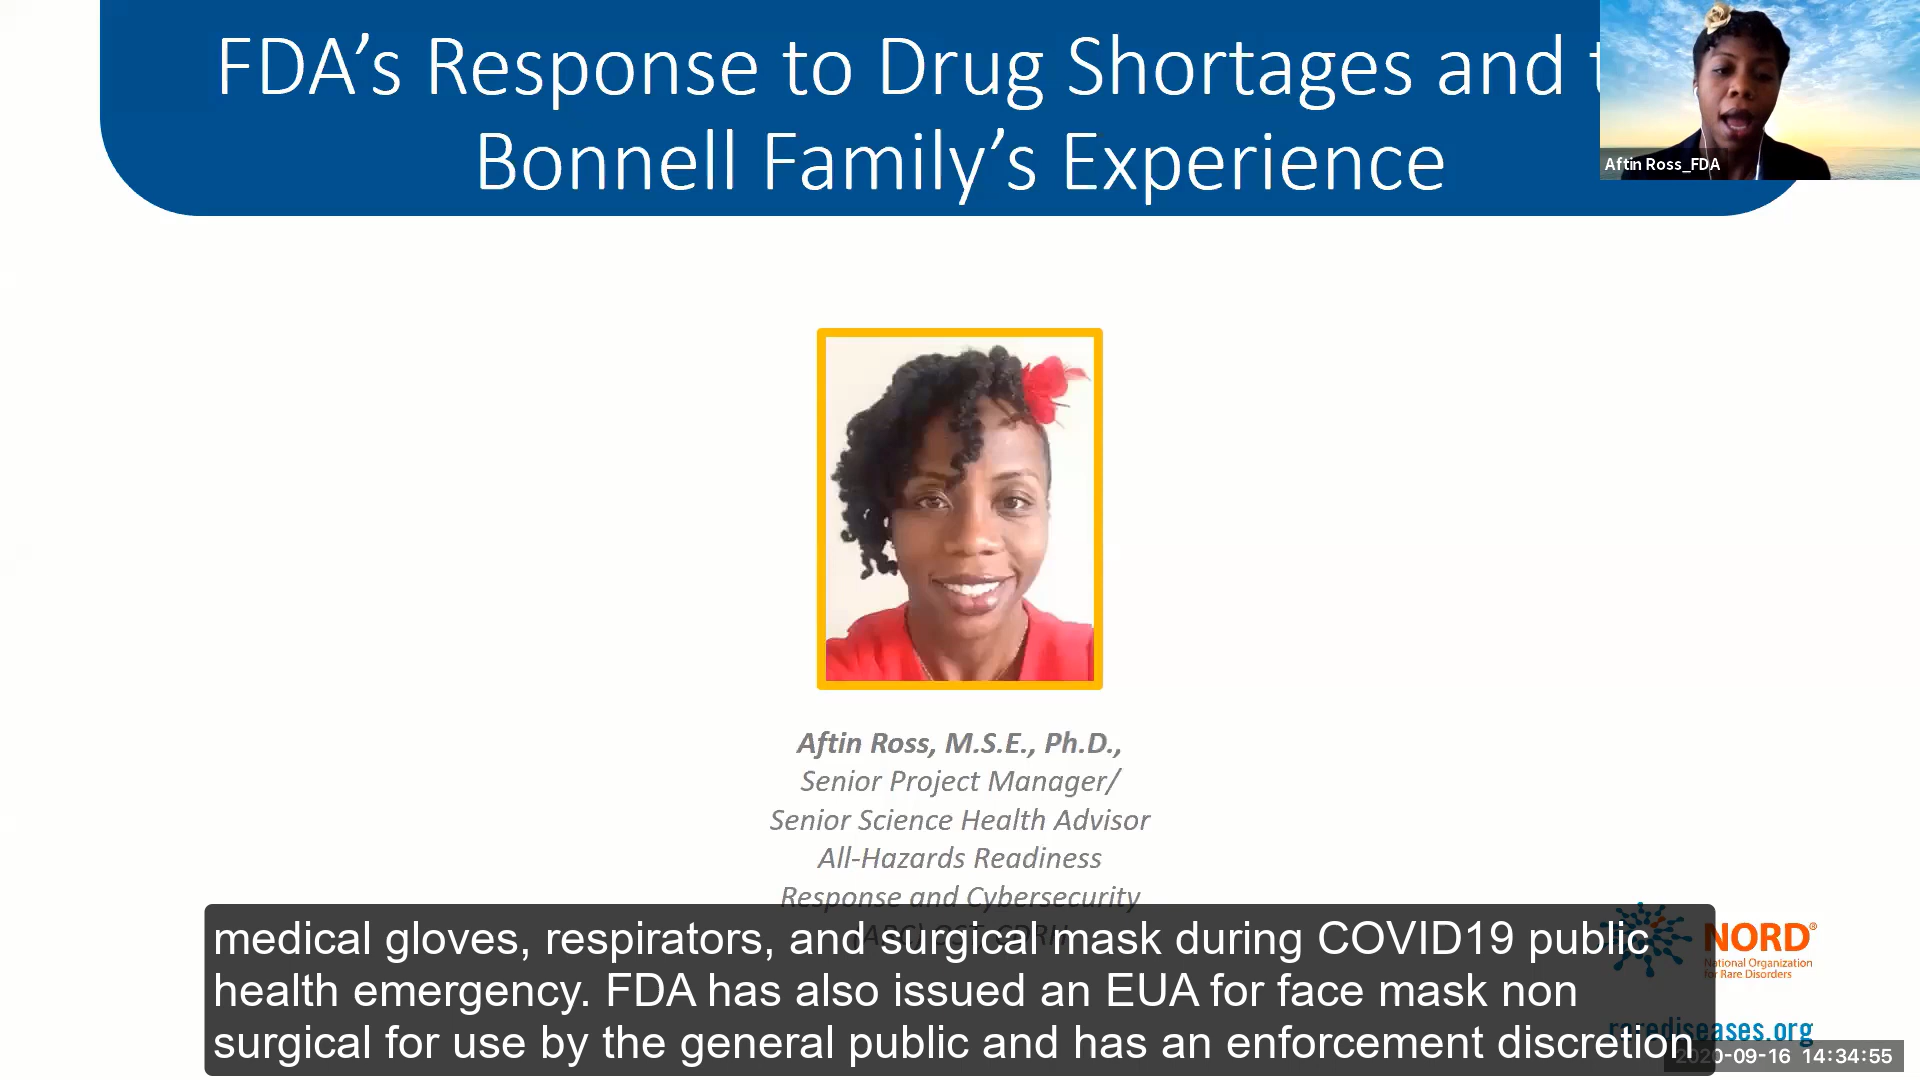 FDA's Response to Drug Shortages and
Bonnell Family's Experience
Aftin Ross_FDA
Aftin Ross, M.S.E., Ph.D.,
Senior Project Manager/
Senior Science Health Advisor
All-Hazards Readiness
Response and Cybersecurity
medical gloves, respirators, and surgical mask during COVID19 public
health emergency. FDA has also issued an EUA for face mask non
surgical for use by the general public and has an enforcement discretion
NORD®
National Organization
for Rare Disorders
rarediseases.org
2020-09-16 14:34:55